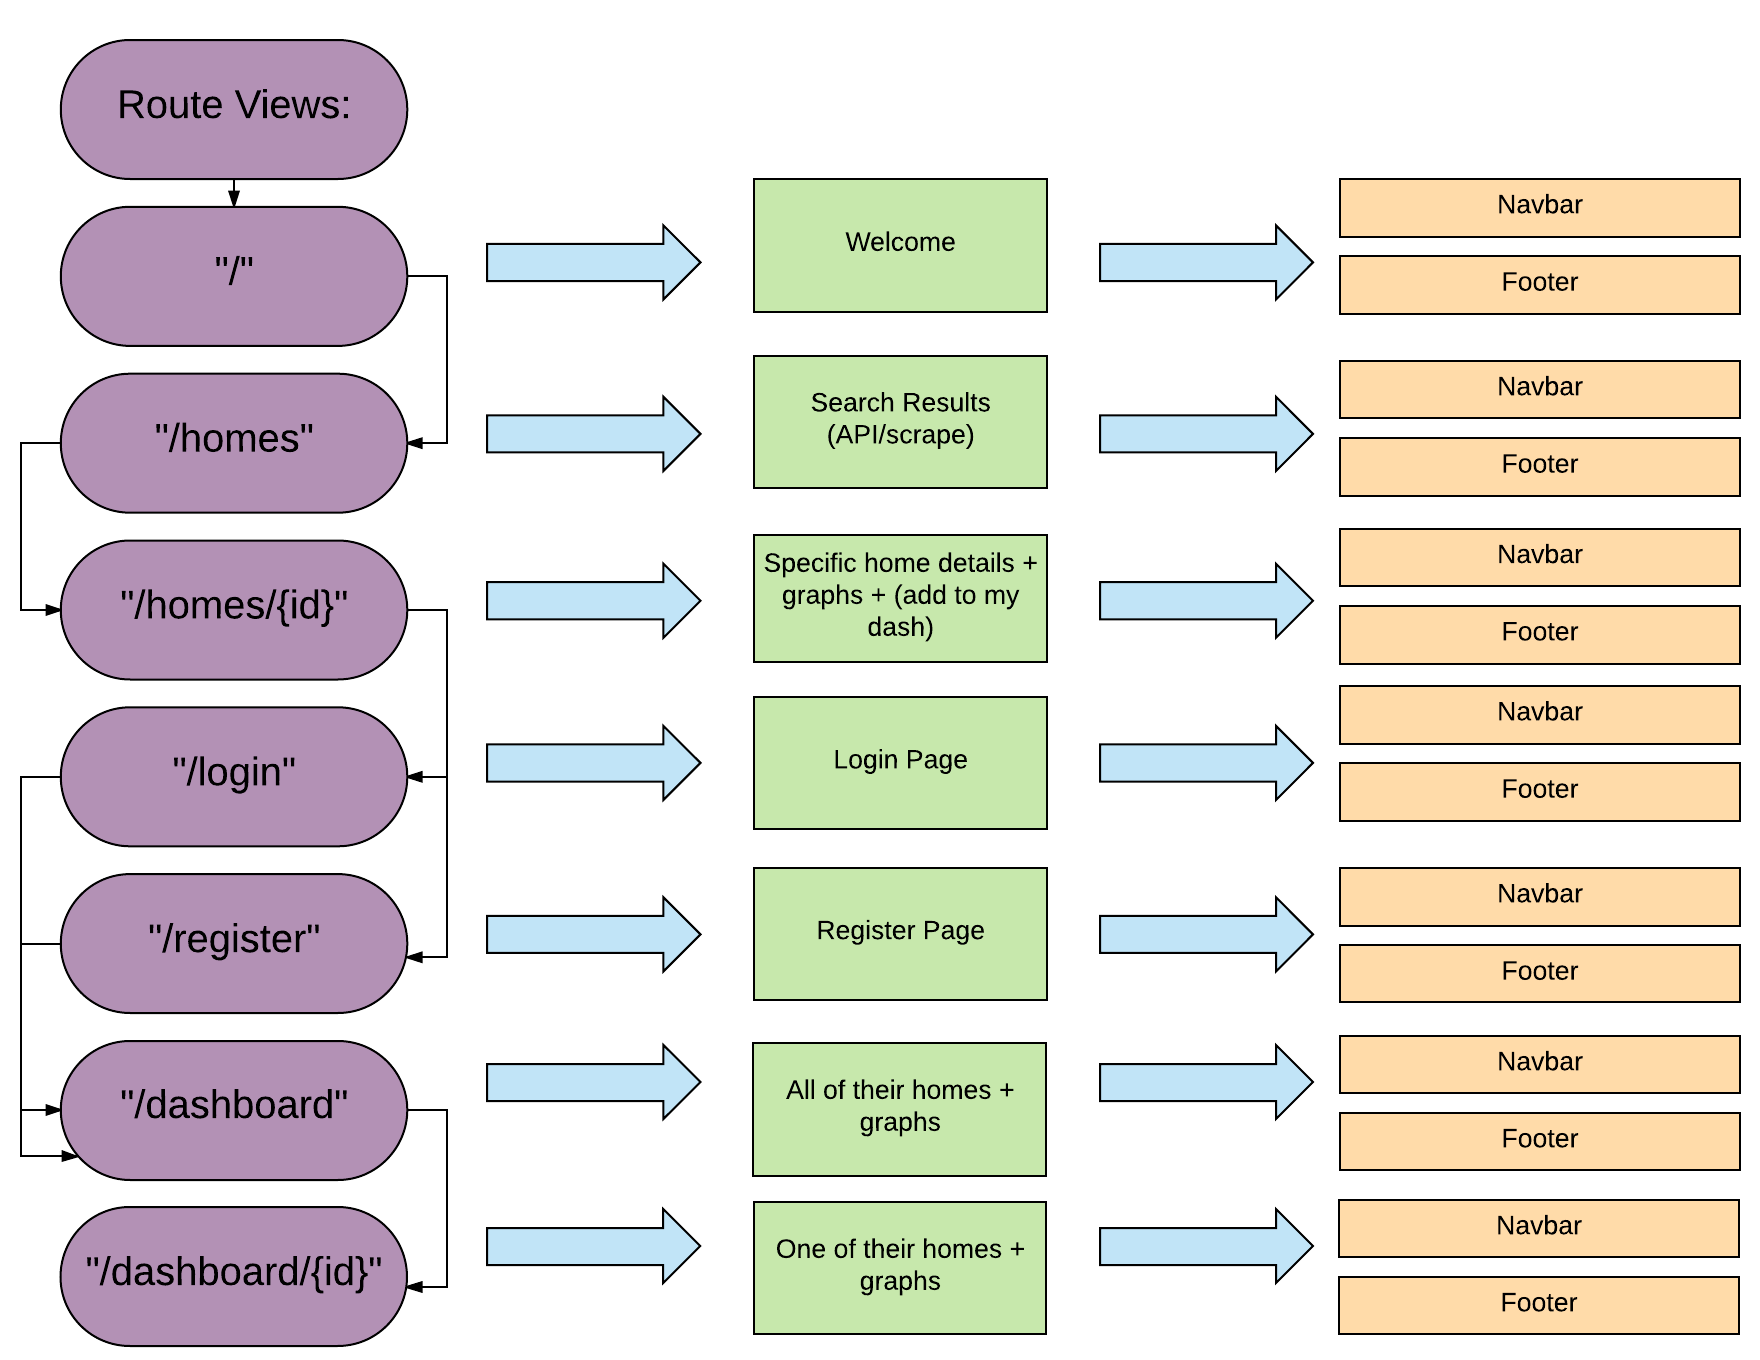 Route Views:
"/"
Welcome
Navbar
Footer
"/homes"
Search Results
(API/scrape)
Navbar
Footer
"/homes/{id}"
Specific home details +
graphs + (add to my
dash)
Navbar
Footer
"/login"
Login Page
Navbar
Footer
"/register"
Register Page
Navbar
Footer
"/dashboard"
All of their homes +
graphs
Navbar
Footer
"/dashboard/{id}"
One of their homes +
graphs
Navbar
Footer